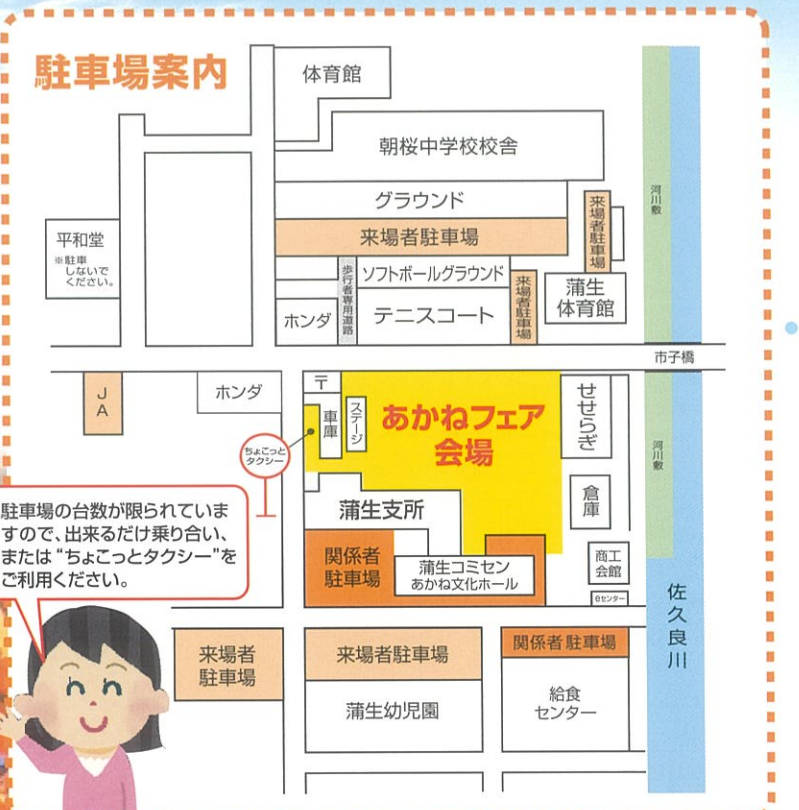 駐車場案内
体育館
朝桜中学校校舎
グラウンド
来場者駐車場
来場者駐車場
河川敷
平和堂
※駐車
しないで
ください。
歩行者専用道路
ソフトボールグラウンド
来場者駐車場
蒲生
体育館
ホンダ
テニスコート
市子橋
JA
ホンダ
〒
車庫
ステージ
あかねフェア
会場
せせらぎ
ちょこっと
タクシー
河川敷
倉庫
蒲生支所
駐車場の台数が限られていま
すので、出来るだけ乗り合い、
または“ちょこっとタクシー”を
ご利用ください。
関係者
駐車場
蒲生コミセン
あかね文化ホール
商工
会館
eセンター
佐久良川
来場者
駐車場
来場者駐車場
関係者駐車場
蒲生幼児園
給食
センター